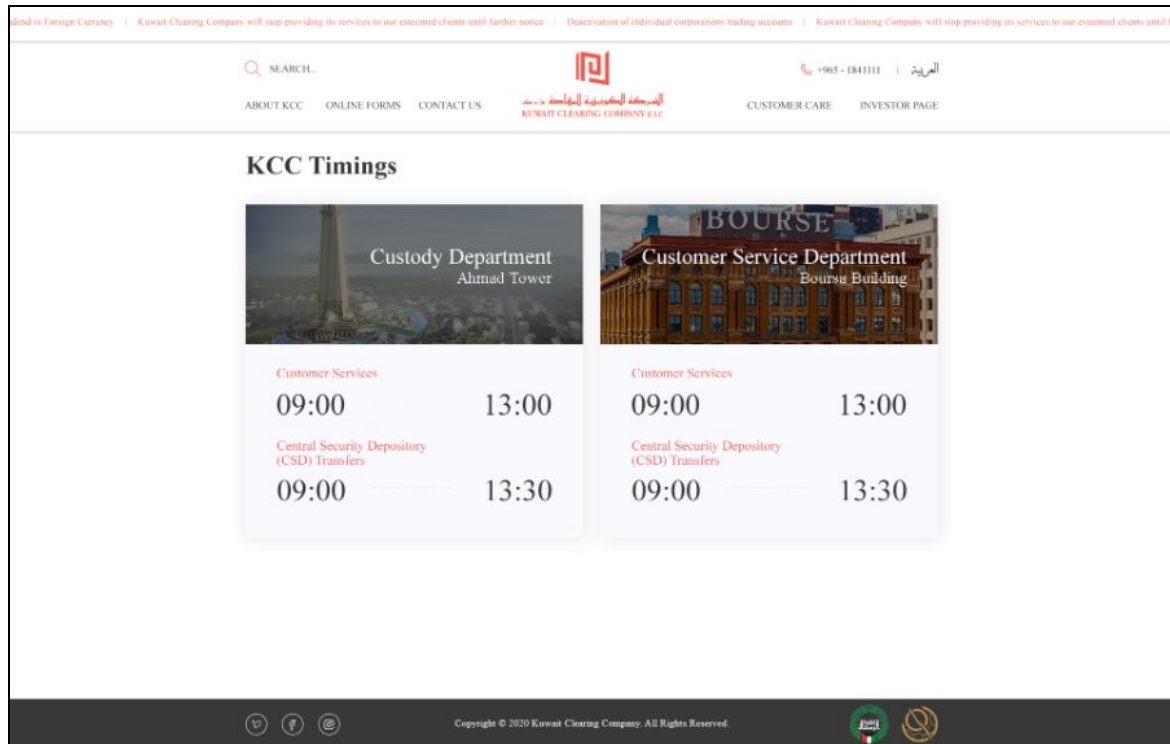 dend in Foreign Currency | Kuwait Clearing Company will stop providing its services to our esteemed clients until further notice | Deactivation of individual corporations trading accounts | Kuwait Clearing Company will stop providing its services to our esteemed clients until f
SEARCH...
+965 - 1841111 | العربية
ABOUT KCC ONLINE FORMS CONTACT US
الشركة الكويتية للمقاصة
KUWAIT CLEARING COMPANY
CUSTOMER CARE INVESTOR PAGE
KCC Timings
Custody Department
Ahmad Tower
Customer Services
09:00 13:00
Central Security Depository
(CSD) Transfers
09:00 13:30
BOURSE
Customer Service Department
Boursa Building
Customer Services
09:00 13:00
Central Security Depository
(CSD) Transfers
09:00 13:30
Copyright © 2020 Kuwait Clearing Company. All Rights Reserved.